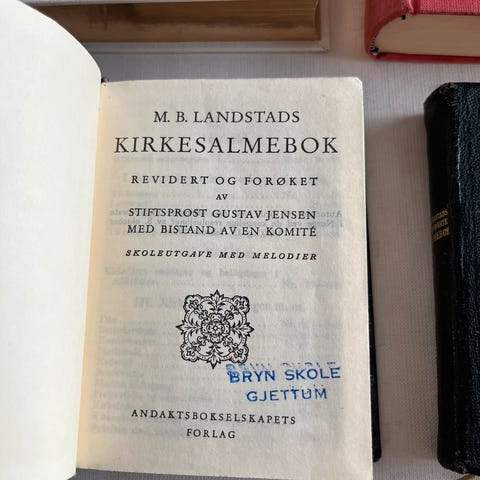 M. B. LANDSTADS
KIRKESALMEBOK
REVIDERT OG FORØKET
AV
STIFTSPROST GUSTAV JENSEN
MED BISTAND AV EN KOMITÉ
SKOLEUTGAVE MED MELODIER
BRYN SKOLE
GJETTUM
ANDAKTSBOKSELSKAPETS
FORLAG